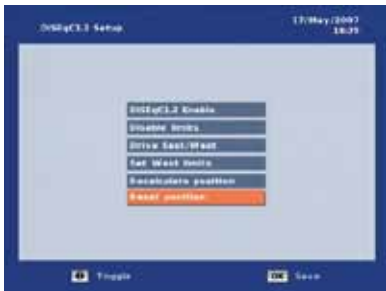 DiSEqC1.2 Setup
17/May/2007
18:35
DiSEqC1.2 Enable
Disable limits
Drive East/West
Set West limits
Recalculate position
Reset position
Toggle
OK Save